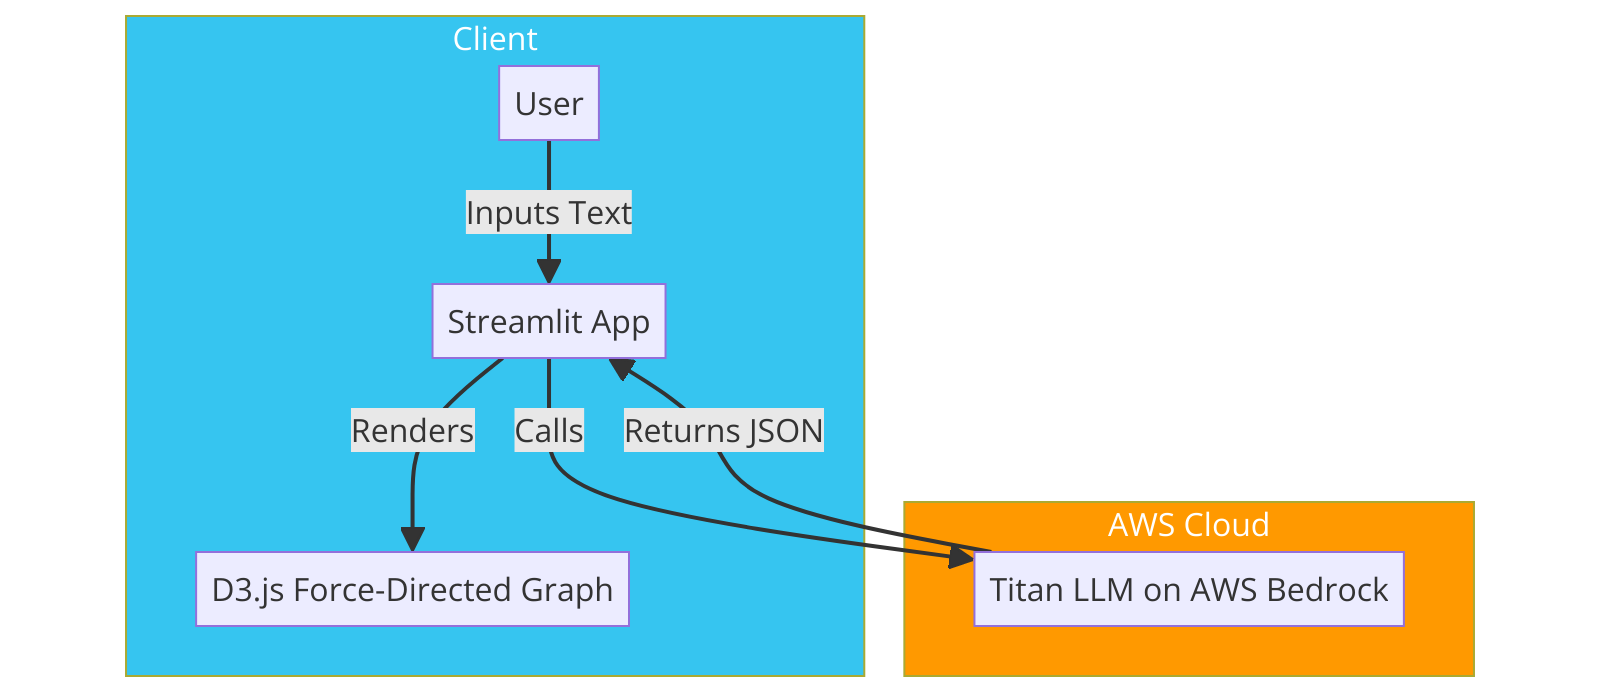 Client
User
Inputs Text
Streamlit App
Renders
Calls
Returns JSON
AWS Cloud
D3.js Force-Directed Graph
Titan LLM on AWS Bedrock